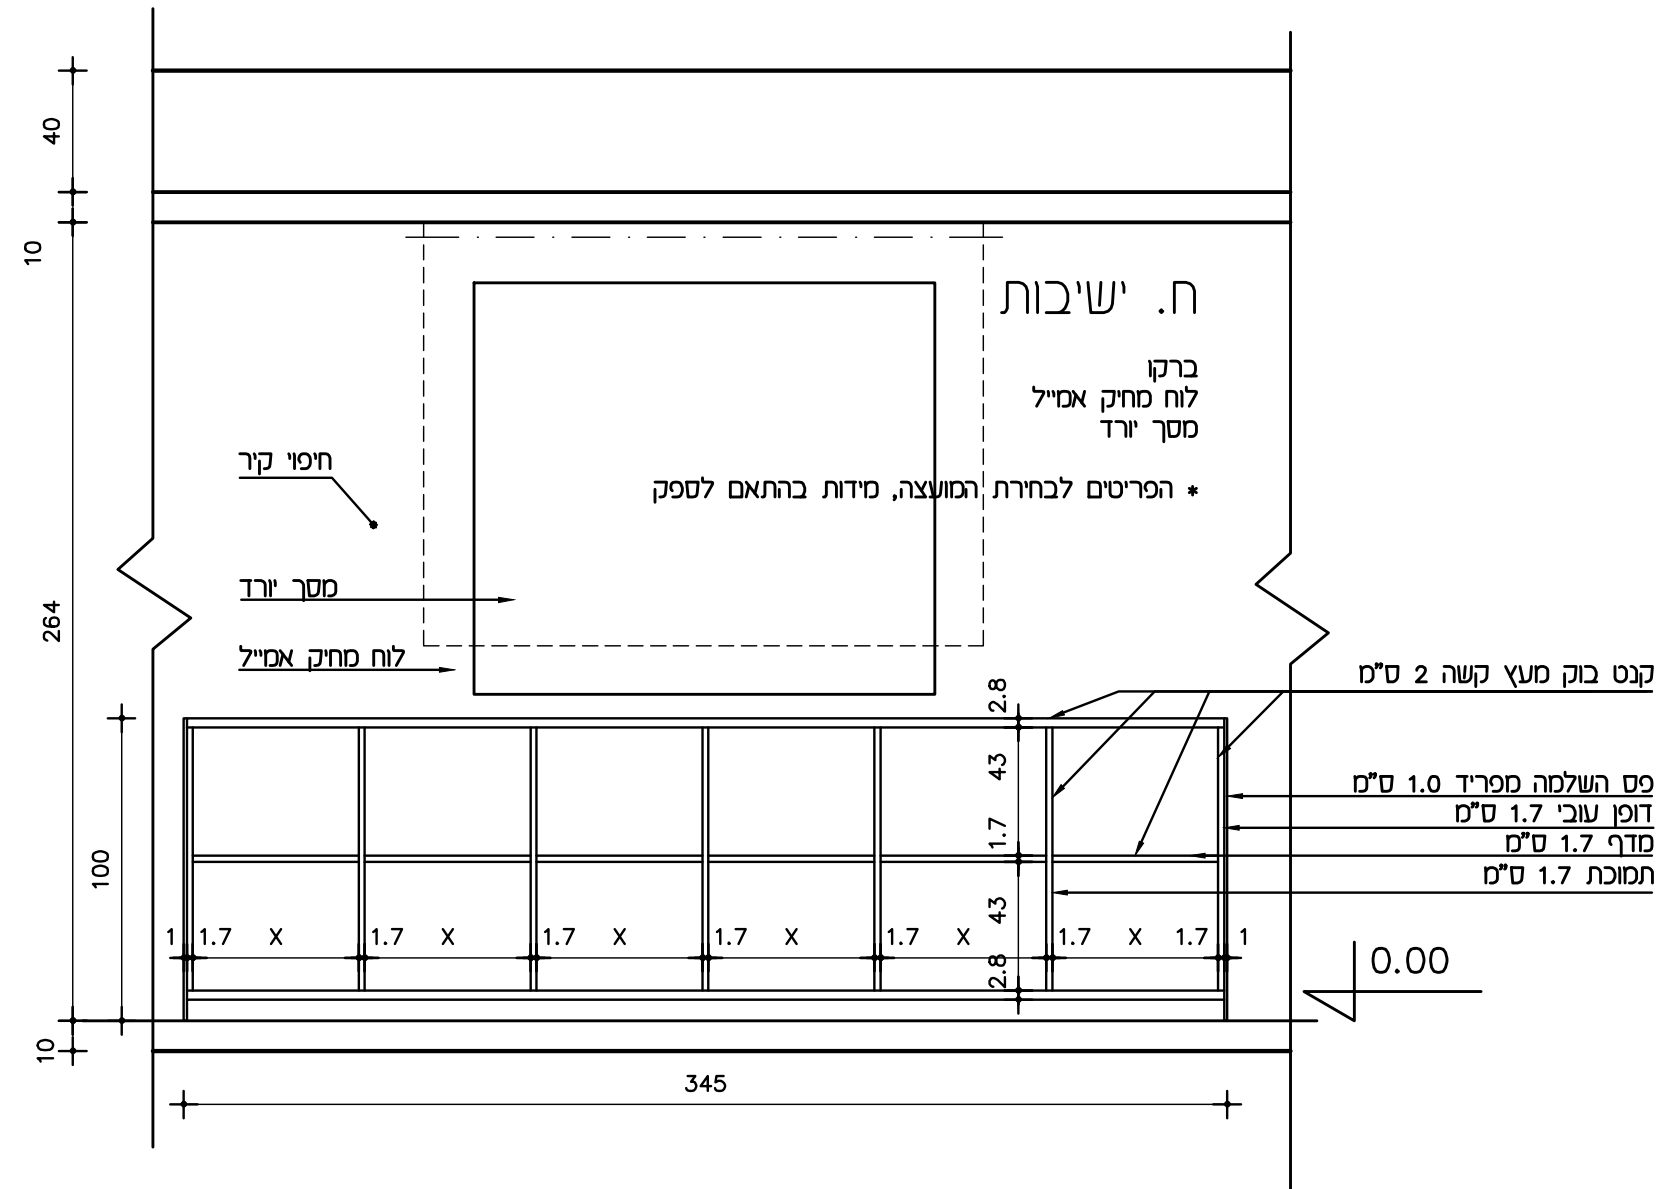 40
10
ח. ישיבות
ברקו
לוח מחיק אמייל
מסך יורד
* הפריטים לבחירת המועצה, מידות בהתאם לספק
חיפוי קיר
מסך יורד
לוח מחיק אמייל
264
100
10
קנט בוק מעץ קשה 2 ס"מ
פס השלמה מפריד 1.0 ס"מ
דופן עובי 1.7 ס"מ
מדף 1.7 ס"מ
תמוכת 1.7 ס"מ
2.8
43
1.7
43
2.8
1 1.7 X 1.7 X 1.7 X 1.7 X 1.7 X 1.7 X 1.7 1
0.00
345